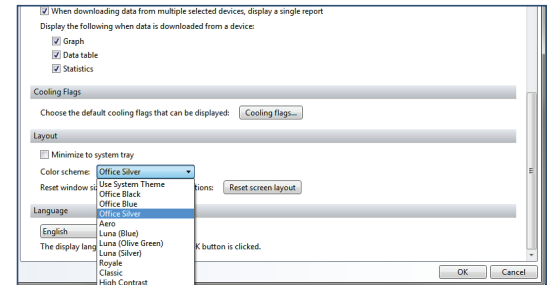 When downloading data from multiple selected devices, display a single report
Display the following when data is downloaded from a device:
Graph
Data table
Statistics
Cooling Flags
Choose the default cooling flags that can be displayed: Cooling flags...
Layout
Minimize to system tray
Color scheme: Office Silver
Use System Theme
Office Black
Office Blue
Office Silver
Aero
Luna (Blue)
Luna (Olive Green)
Luna (Silver)
Royale
Classic
High Contrast
Reset window si tions: Reset screen layout
Language
English
The display lang K button is clicked.
OK Cancel